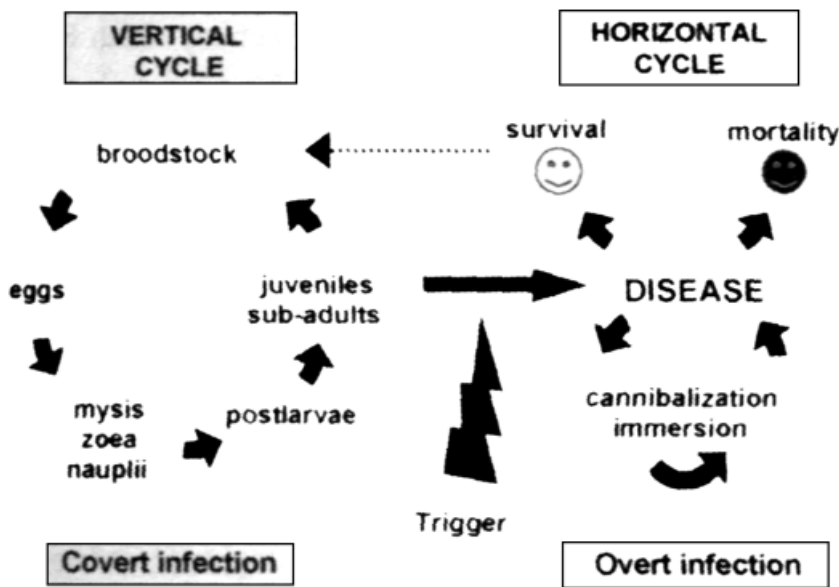 VERTICAL
CYCLE
HORIZONTAL
CYCLE
survival
mortality
broodstock
eggs
juveniles
sub-adults
DISEASE
mysis
zoea
nauplii
postlarvae
cannibalization
immersion
Trigger
Covert infection
Overt infection